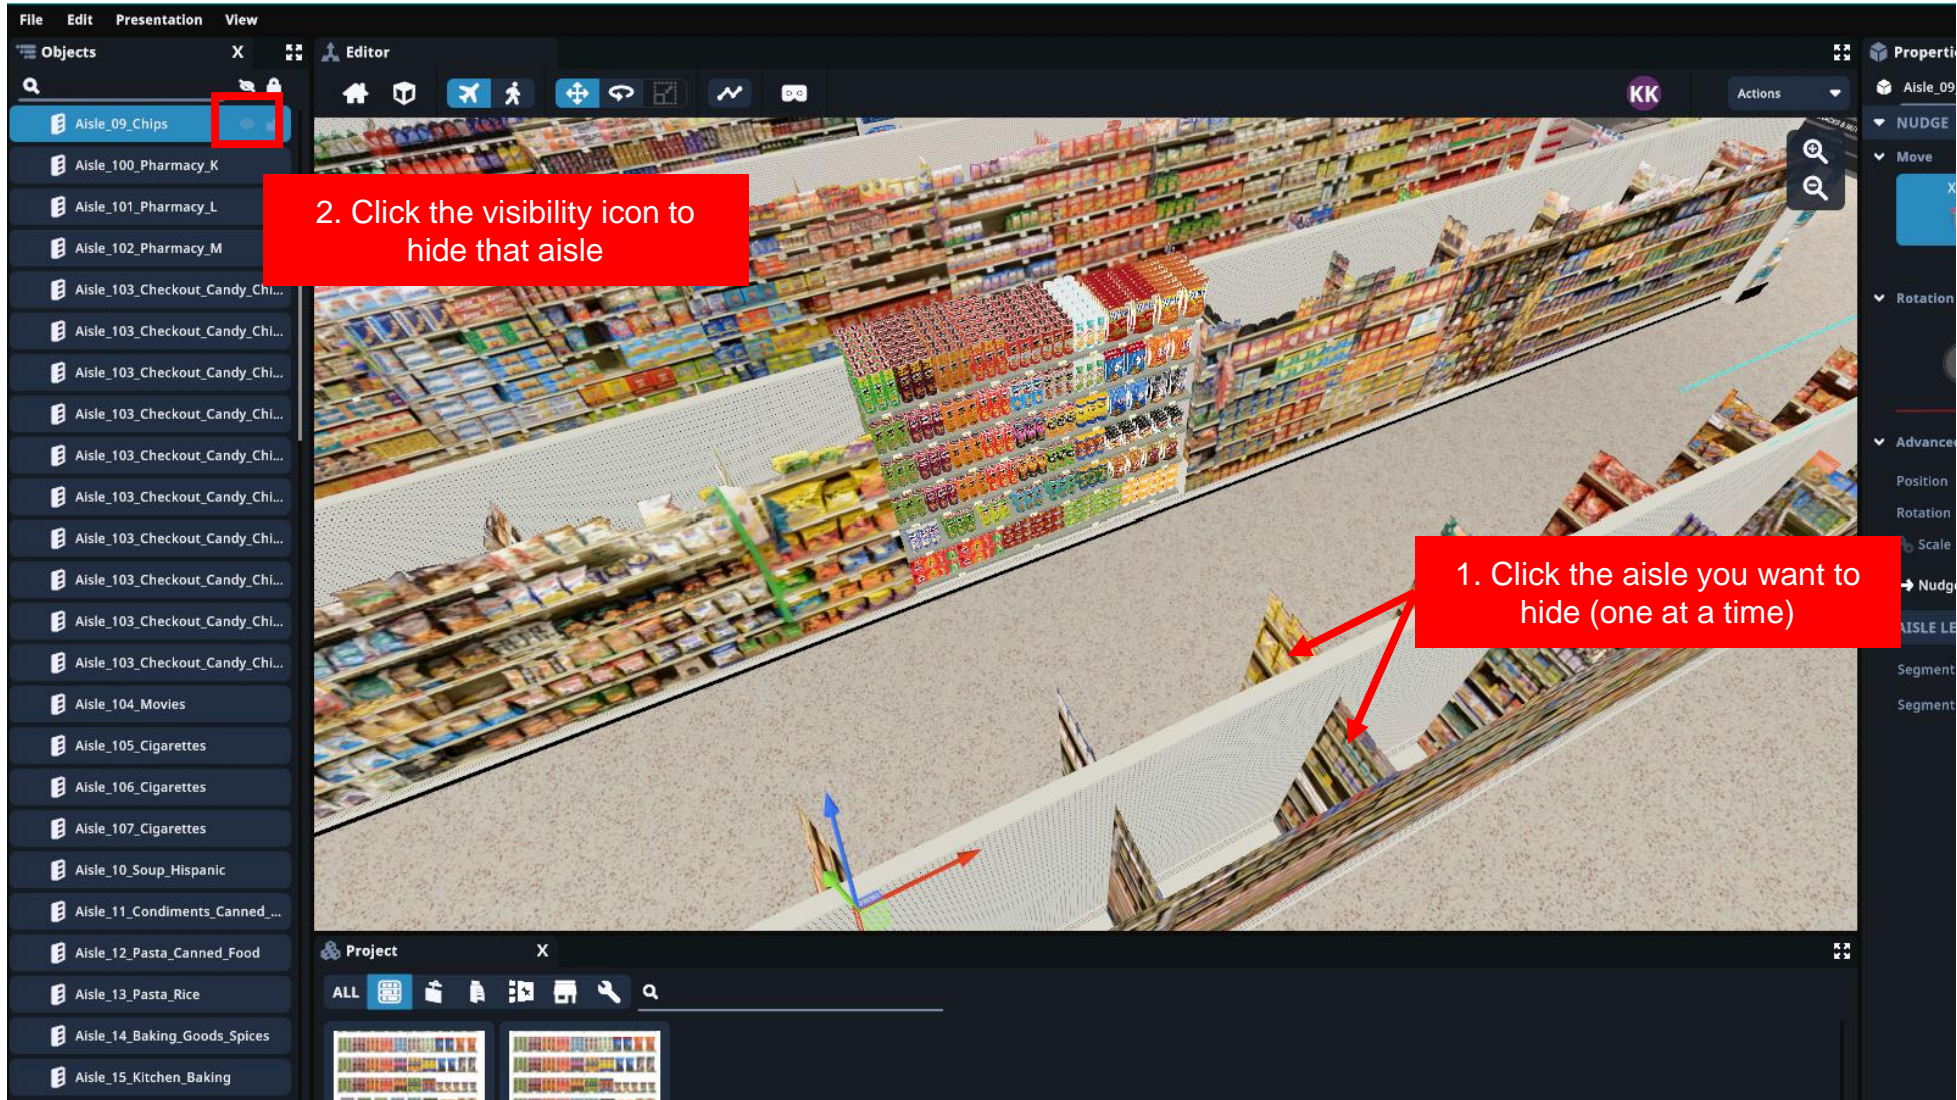 File Edit Presentation View
Objects X
Editor
Properti
KK
Actions
Aisle_09
Aisle_09_Chips
Aisle_100_Pharmacy_K
Aisle_101_Pharmacy_L
Aisle_102_Pharmacy_M
Aisle_103_Checkout_Candy_Chi...
Aisle_103_Checkout_Candy_Chi...
Aisle_103_Checkout_Candy_Chi...
Aisle_103_Checkout_Candy_Chi...
Aisle_103_Checkout_Candy_Chi...
Aisle_103_Checkout_Candy_Chi...
Aisle_103_Checkout_Candy_Chi...
Aisle_103_Checkout_Candy_Chi...
Aisle_103_Checkout_Candy_Chi...
Aisle_103_Checkout_Candy_Chi...
Aisle_104_Movies
Aisle_105_Cigarettes
Aisle_106_Cigarettes
Aisle_107_Cigarettes
Aisle_10_Soup_Hispanic
Aisle_11_Condiments_Canned_...
Aisle_12_Pasta_Canned_Food
Aisle_13_Pasta_Rice
Aisle_14_Baking_Goods_Spices
Aisle_15_Kitchen_Baking
2. Click the visibility icon to
hide that aisle
1. Click the aisle you want to
hide (one at a time)
NUDGE
Move
X
Rotation
Advanced
Position
Rotation
Scale
Nudge
AISLE LE
Segment
Segment
Project X
ALL